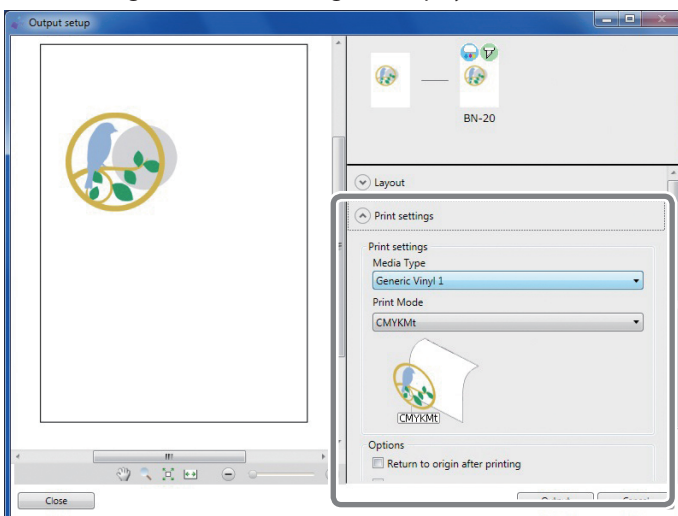 Output setup
BN-20
Layout
Print settings
Print settings
Media Type
Generic Vinyl 1
Print Mode
CMYKMt
CMYKMt
Options
Return to origin after printing
Close